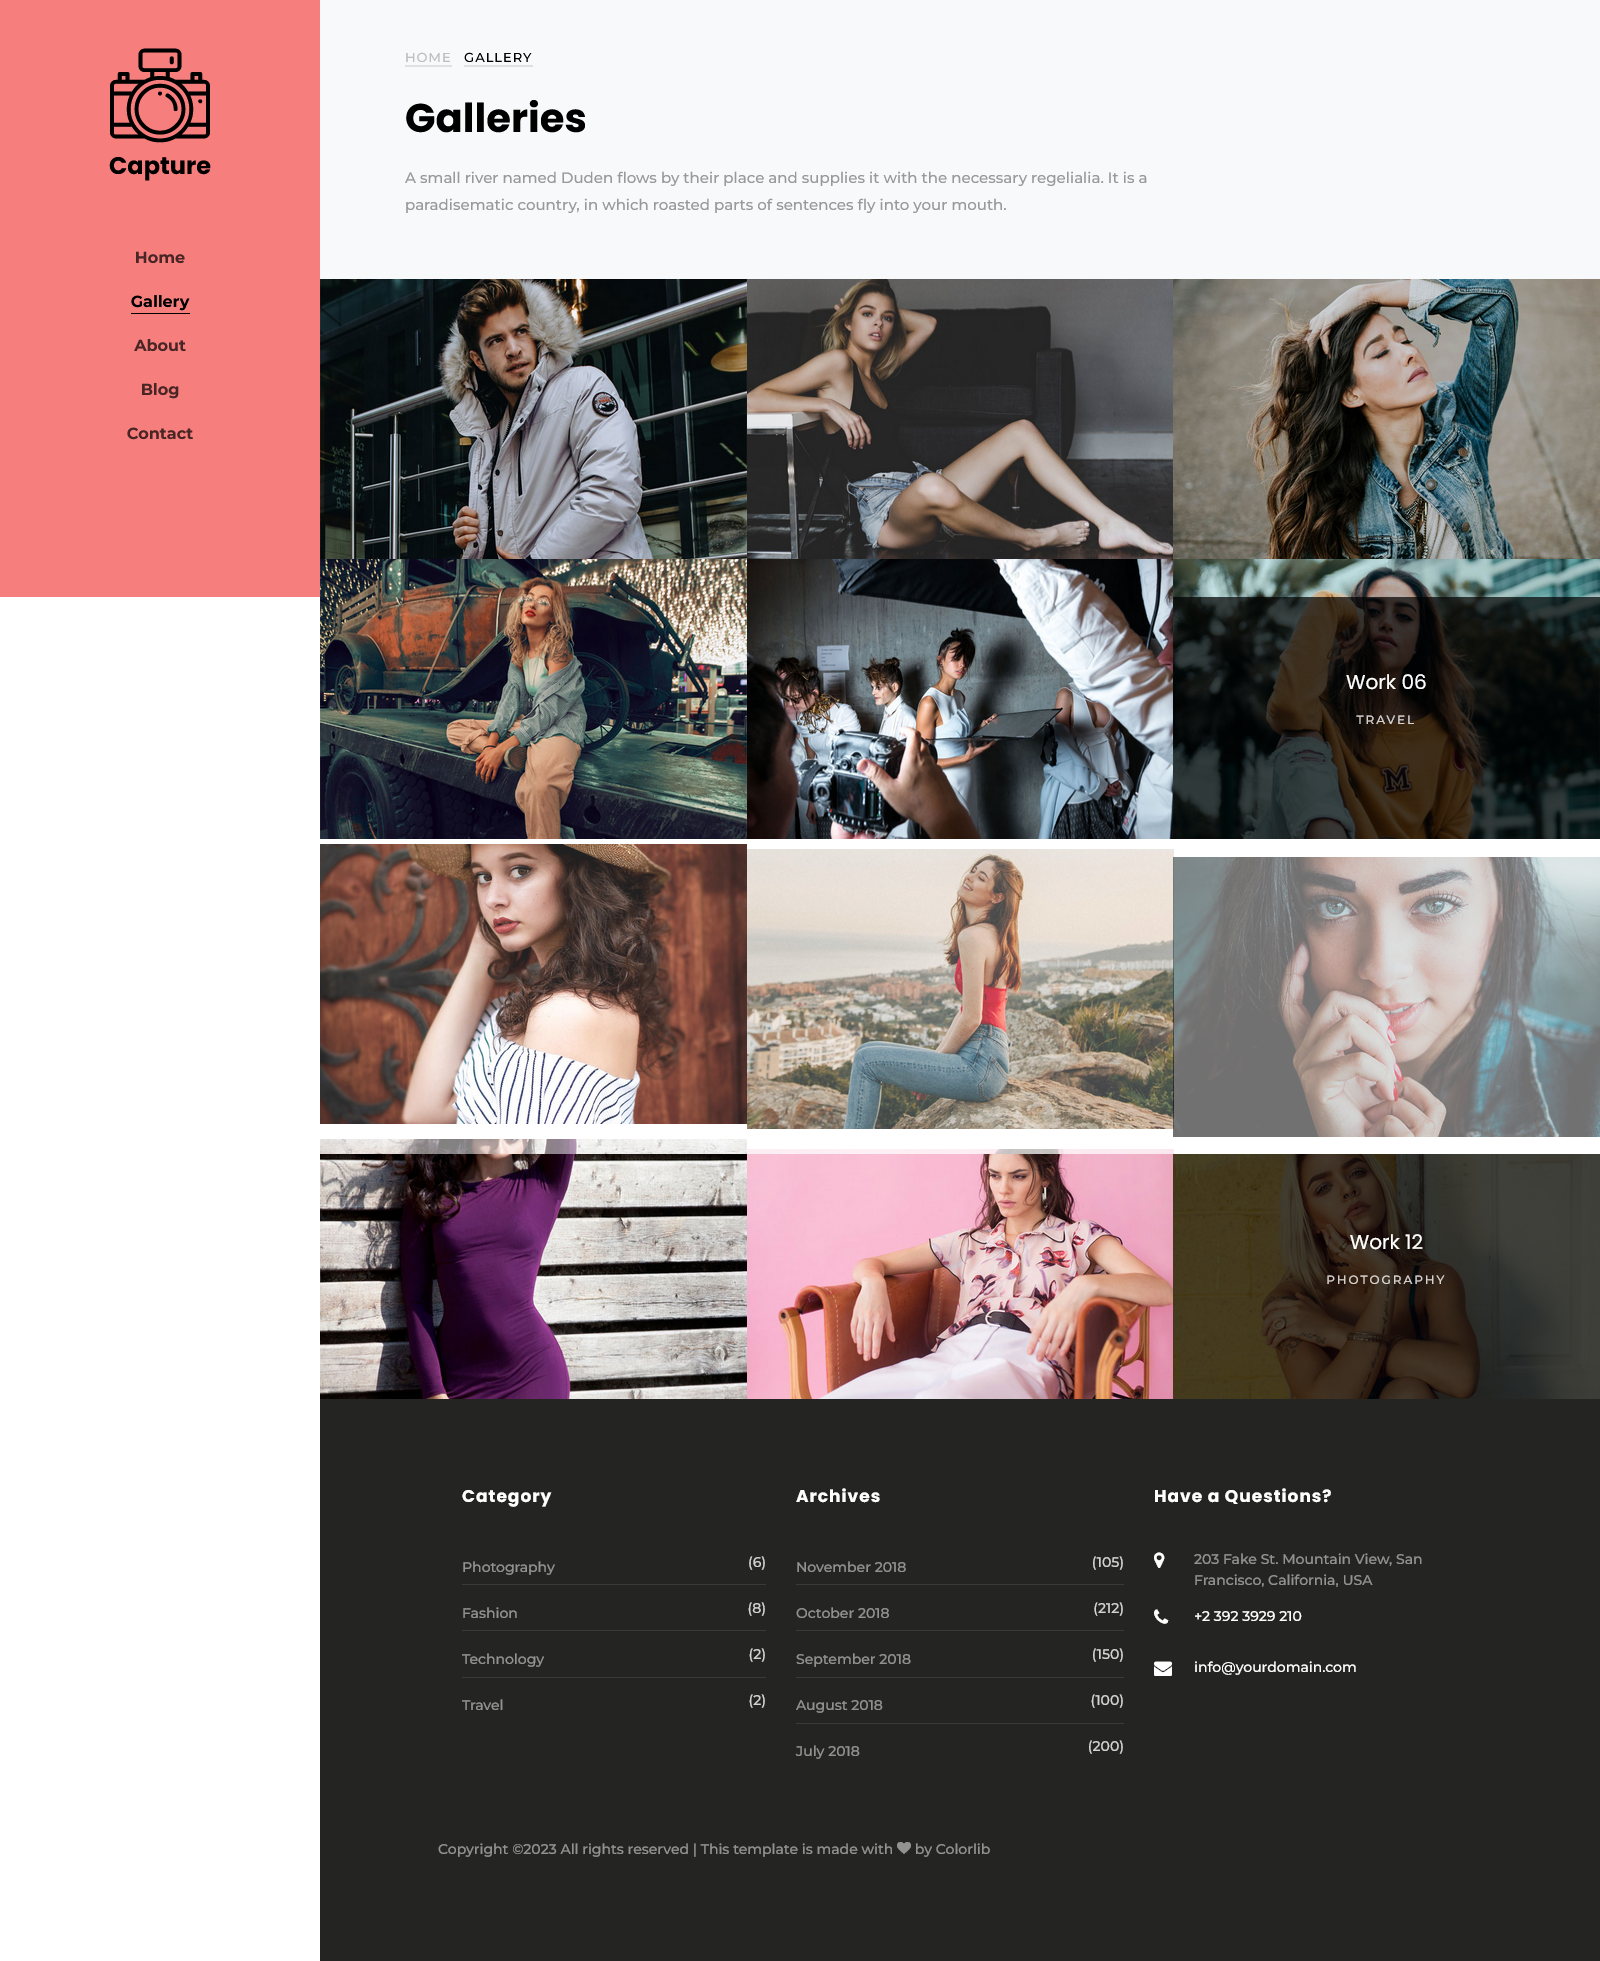 Capture
Home
Gallery
About
Blog
Contact
HOME GALLERY
Galleries
A small river named Duden flows by their place and supplies it with the necessary regelialia. It is a
paradisematic country, in which roasted parts of sentences fly into your mouth.
Work 06
TRAVEL
M
Work 12
PHOTOGRAPHY
Category
Photography (6)
Fashion (8)
Technology (2)
Travel (2)
Archives
November 2018 (105)
October 2018 (212)
September 2018 (150)
August 2018 (100)
July 2018 (200)
Have a Questions?
203 Fake St. Mountain View, San
Francisco, California, USA
+2 392 3929 210
info@yourdomain.com
Copyright ©2023 All rights reserved | This template is made with ♥ by Colorlib